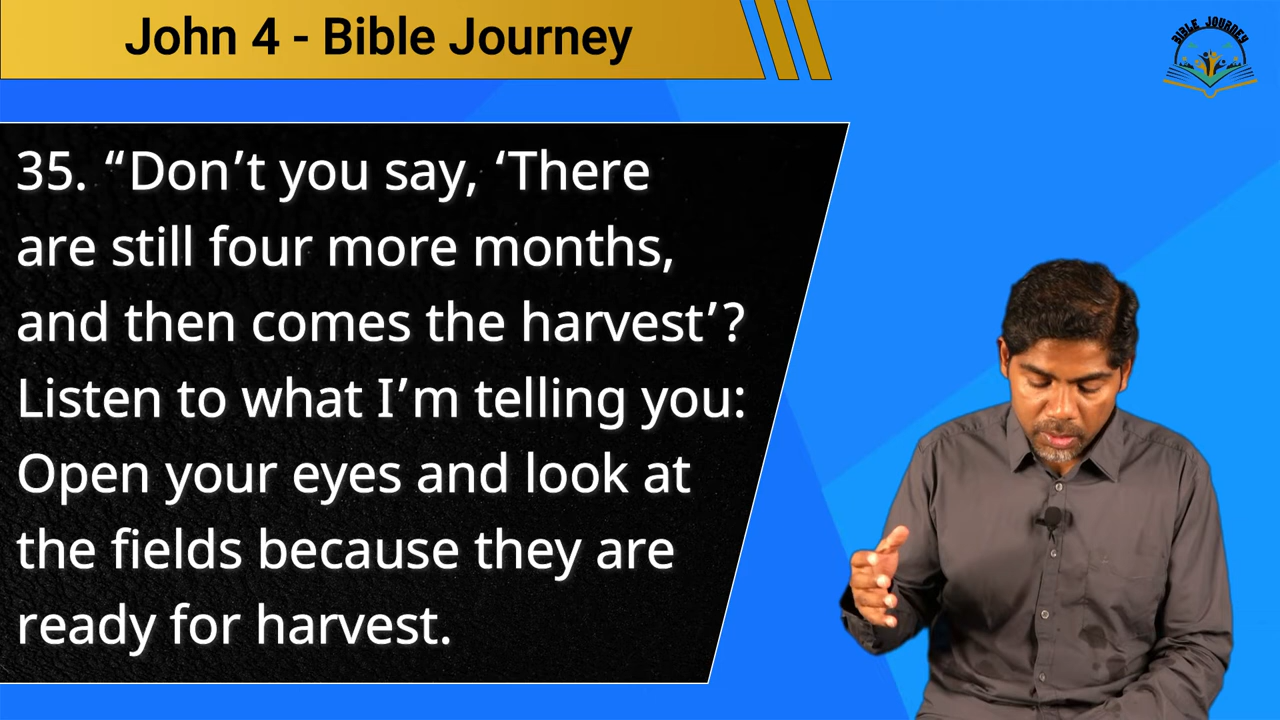 John 4 - Bible Journey
BIBLE JOURNEY
35. “Don’t you say, ‘There
are still four more months,
and then comes the harvest’?
Listen to what I’m telling you:
Open your eyes and look at
the fields because they are
ready for harvest.